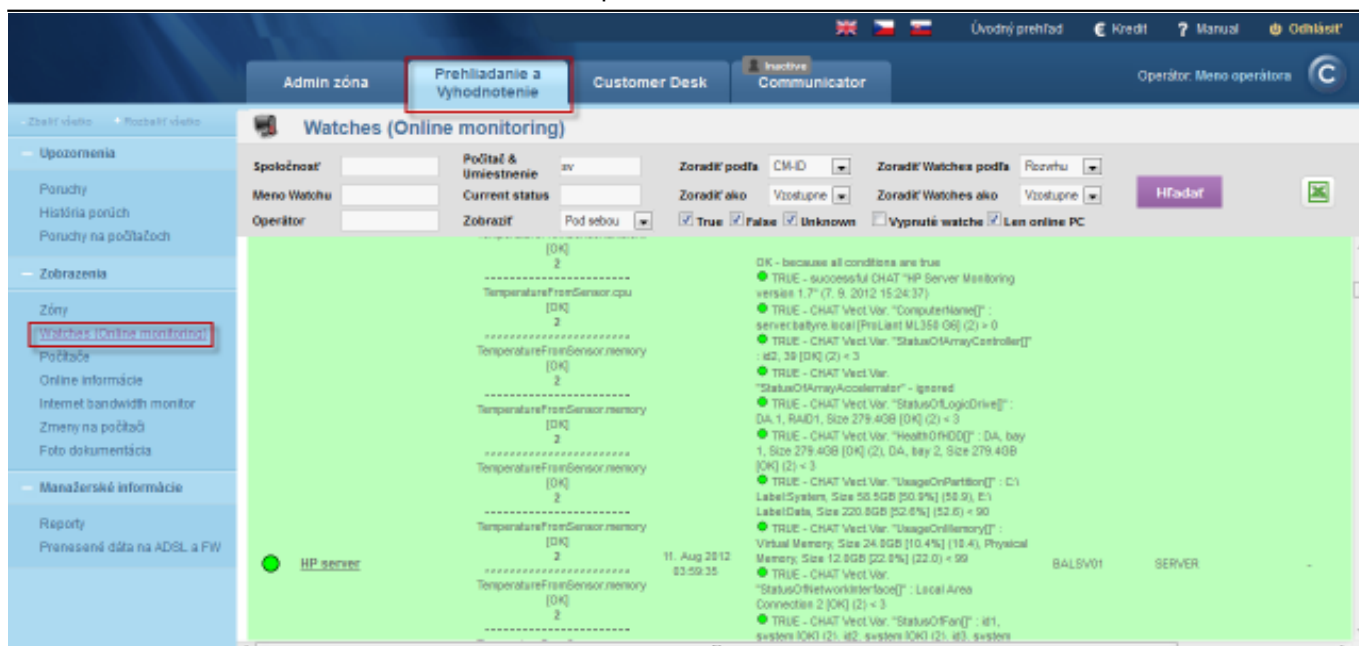 Úvodný prehľad
Kredit
? Manual
Odhlásiť
Admin zóna
Prehliadanie a
Vyhodnotenie
Customer Desk
Inactive
Communicator
Operátor: Meno operátora
- Zbaliť všetko
+ Rozbaliť všetko
Watches (Online monitoring)
Upozornenia
Poruchy
História porúch
Poruchy na počítačoch
Zobrazenia
Zóny
Watches (Online monitoring)
Počítače
Online informácie
Internet bandwidth monitor
Zmeny na počítači
Foto dokumentácia
Manažerské informácie
Reporty
Prenesené dáta na ADSL a FW
Spoločnosť
Počítač &
Umiestnenie
sv
Zoradiť podľa
CM-ID
Zoradiť Watches podľa
Rozvrhu
Meno Watchu
Current status
Zoradiť ako
Vzostupne
Zoradiť Watches ako
Vzostupne
Hľadať
Operátor
Zobraziť
Pod sebou
True
False
Unknown
Vypnuté watche
Len online PC
[OK]
2
------------------------
TemperatureFromSensor.cpu
[OK]
2
------------------------
TemperatureFromSensor.memory
[OK]
2
------------------------
TemperatureFromSensor.memory
[OK]
2
------------------------
TemperatureFromSensor.memory
[OK]
2
------------------------
TemperatureFromSensor.memory
[OK]
2
------------------------
TemperatureFromSensor.memory
[OK]
2
------------------------
HP server
11. Aug 2012
03:59:35
OK - because all conditions are true
TRUE - successful CHAT "HP Server Monitoring
version 1.7" (7. 9. 2012 15:24:37)
TRUE - CHAT Vect.Var. "ComputerName[]" :
server.baltyre.local [ProLiant ML350 G6] (2) > 0
TRUE - CHAT Vect.Var. "StatusOfArrayController[]"
: id2, 39 [OK] (2) < 3
TRUE - CHAT Vect.Var.
"StatusOfArrayAccelerator" - ignored
TRUE - CHAT Vect.Var. "StatusOfLogicDrive[]" :
DA, 1, RAID1, Size 279.4GB [OK] (2) < 3
TRUE - CHAT Vect.Var. "HealthOfHDD[]" : DA, bay
1, Size 279.4GB [OK] (2), DA, bay 2, Size 279.4GB
[OK] (2) < 3
TRUE - CHAT Vect.Var. "UsageOnPartition[]" : C:\
Label:System, Size 58.5GB [50.9%] (50.9), E:\
Label:Data, Size 220.8GB [52.6%] (52.6) < 90
TRUE - CHAT Vect.Var. "UsageOnMemory[]" :
Virtual Memory, Size 24.0GB [10.4%] (10.4), Physical
Memory, Size 12.0GB [22.0%] (22.0) < 99
TRUE - CHAT Vect.Var.
"StatusOfNetworkInterface[]" : Local Area
Connection 2 [OK] (2) < 3
TRUE - CHAT Vect.Var. "StatusOfFan[]" : id1,
system [OK] (2), id2, system [OK] (2), id3, system
BALSV01
SERVER
-